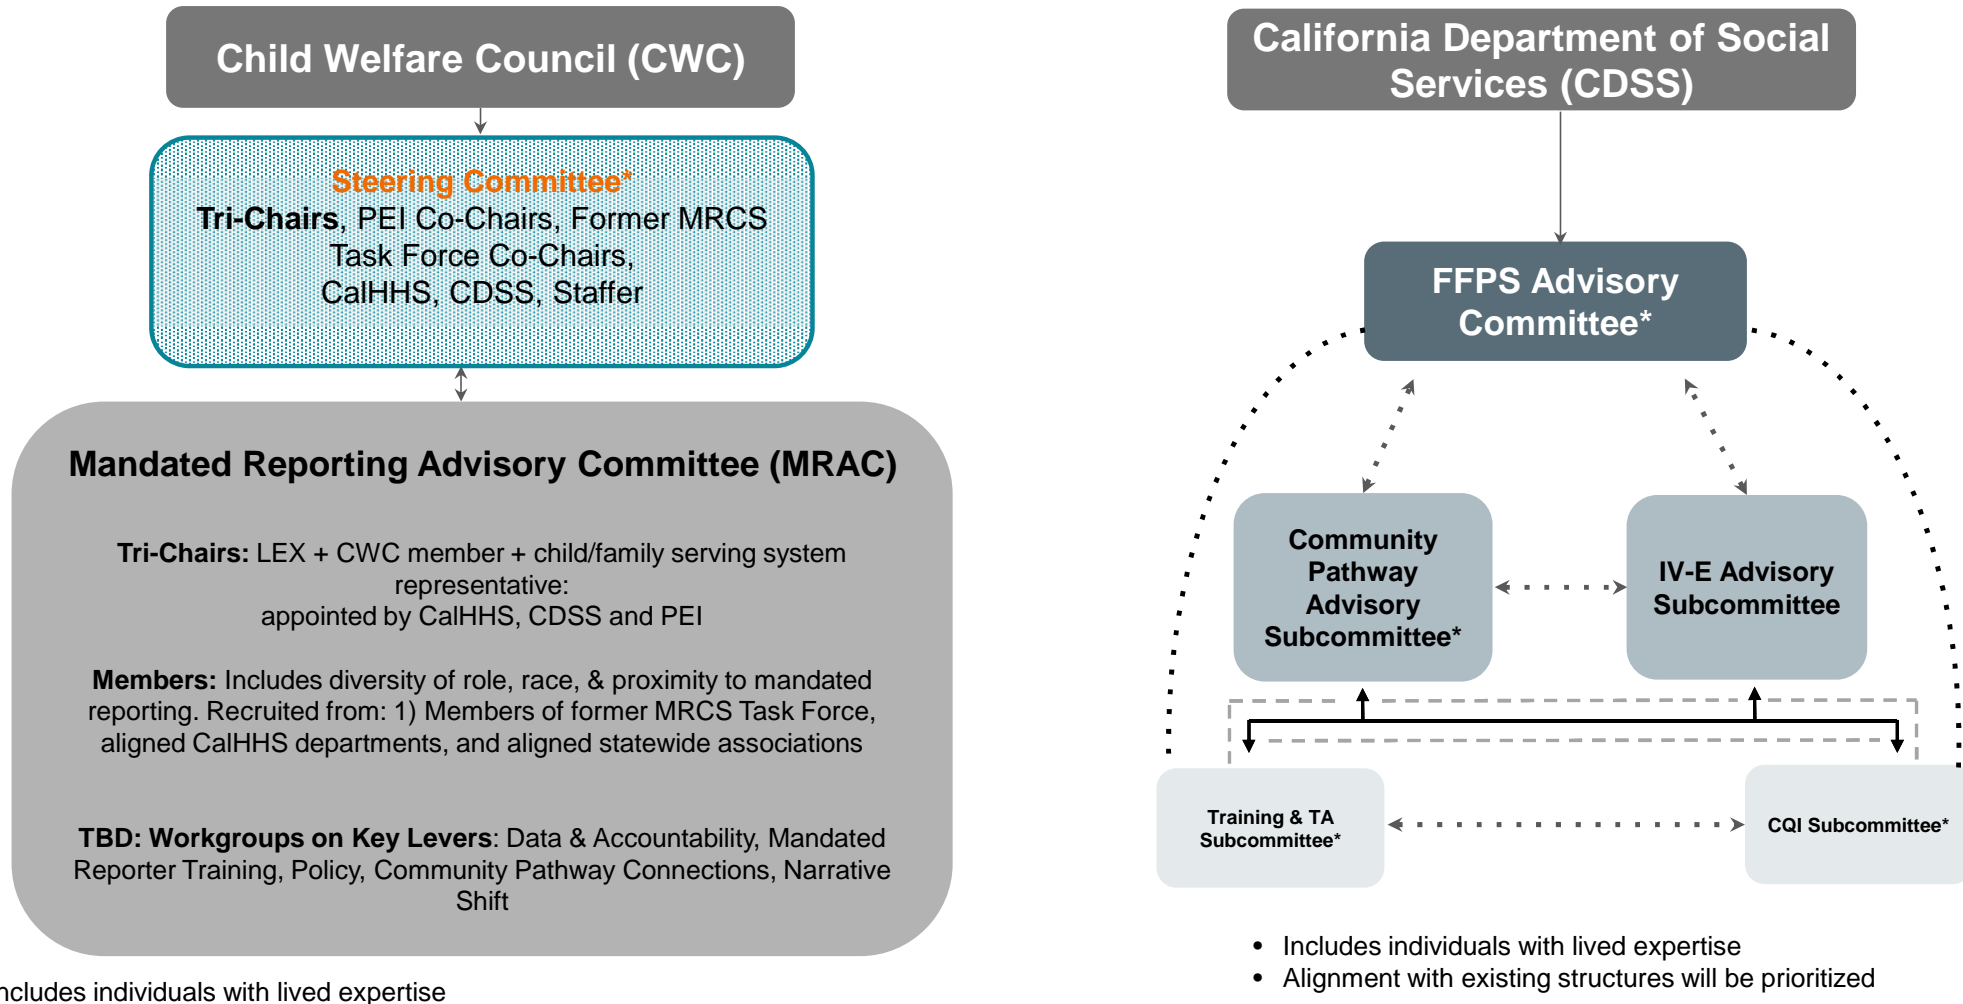 Child Welfare Council (CWC)
Steering Committee*
Tri-Chairs, PEI Co-Chairs, Former MRCS
Task Force Co-Chairs,
CalHHS, CDSS, Staffer
Mandated Reporting Advisory Committee (MRAC)
Tri-Chairs: LEX + CWC member + child/family serving system
representative:
appointed by CalHHS, CDSS and PEI
Members: Includes diversity of role, race, & proximity to mandated
reporting. Recruited from: 1) Members of former MRCS Task Force,
aligned CalHHS departments, and aligned statewide associations
TBD: Workgroups on Key Levers: Data & Accountability, Mandated
Reporter Training, Policy, Community Pathway Connections, Narrative
Shift
ncludes individuals with lived expertise
California Department of Social
Services (CDSS)
FFPS Advisory
Committee*
Community
Pathway
Advisory
Subcommittee*
IV-E Advisory
Subcommittee
Training & TA
Subcommittee*
CQI Subcommittee*
• Includes individuals with lived expertise
• Alignment with existing structures will be prioritized